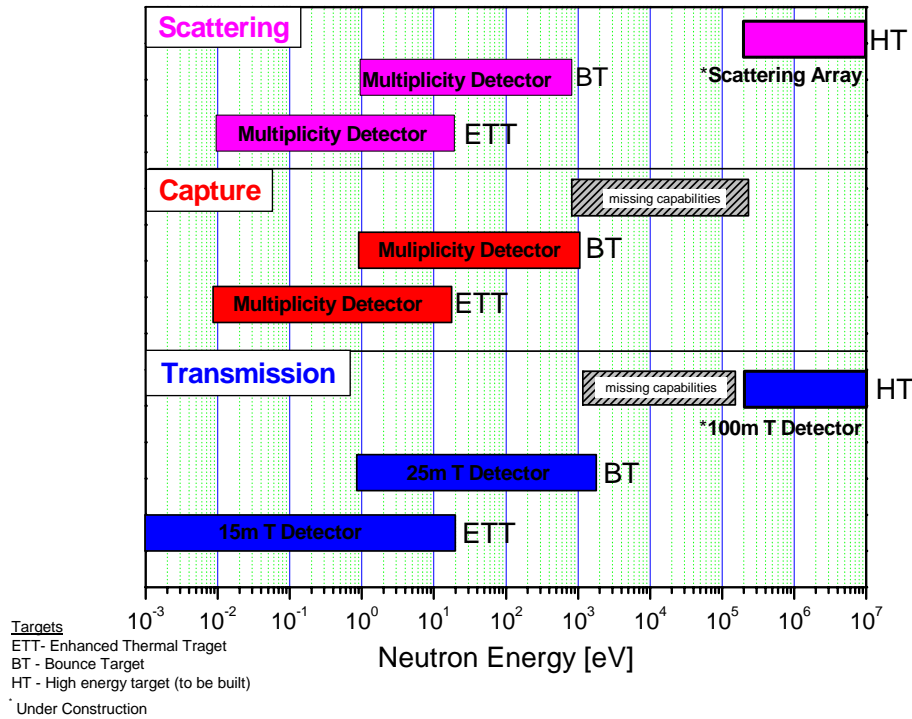 Scattering
HT
*Scattering Array
Multiplicity Detector BT
Multiplicity Detector ETT
Capture
missing capabilities
Muliplicity Detector BT
Multiplicity Detector ETT
Transmission
missing capabilities
HT
*100m T Detector
25m T Detector BT
15m T Detector ETT
10-3 10-2 10-1 100 101 102 103 104 105 106 107
Neutron Energy [eV]
Targets
ETT- Enhanced Thermal Traget
BT - Bounce Target
HT - High energy target (to be built)
* Under Construction